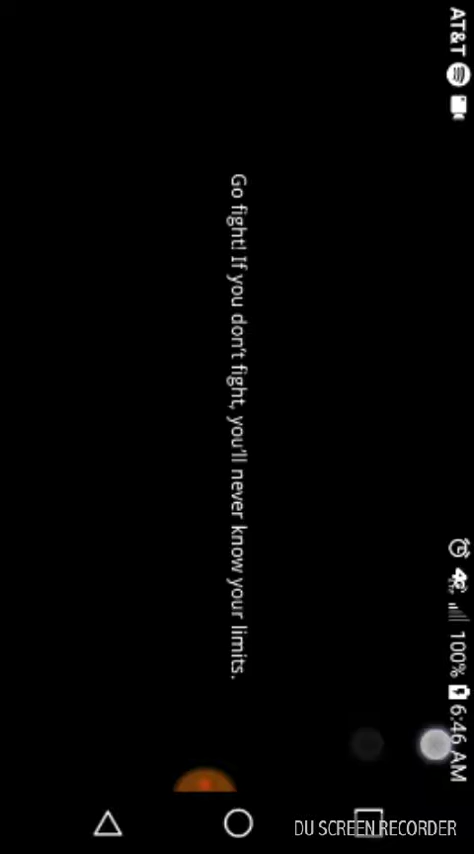 AT&T
4G
100%
6:46 AM
Go fight! If you don't fight, you'll never know your limits.
DU SCREEN RECORDER